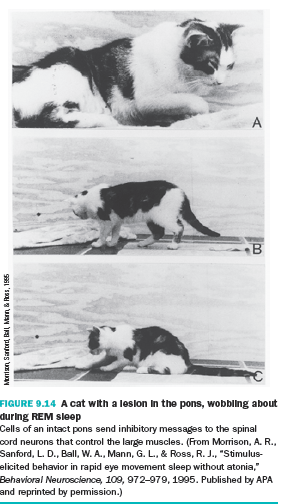 A
B
C
Morrison, Sanford, Ball, Mann, & Ross, 1995
FIGURE 9.14 A cat with a lesion in the pons, wobbling about
during REM sleep
Cells of an intact pons send inhibitory messages to the spinal
cord neurons that control the large muscles. (From Morrison, A. R.,
Sanford, L. D., Ball, W. A., Mann, G. L., & Ross, R. J., "Stimulus-
elicited behavior in rapid eye movement sleep without atonia,"
Behavioral Neuroscience, 109, 972–979, 1995. Published by APA
and reprinted by permission.)